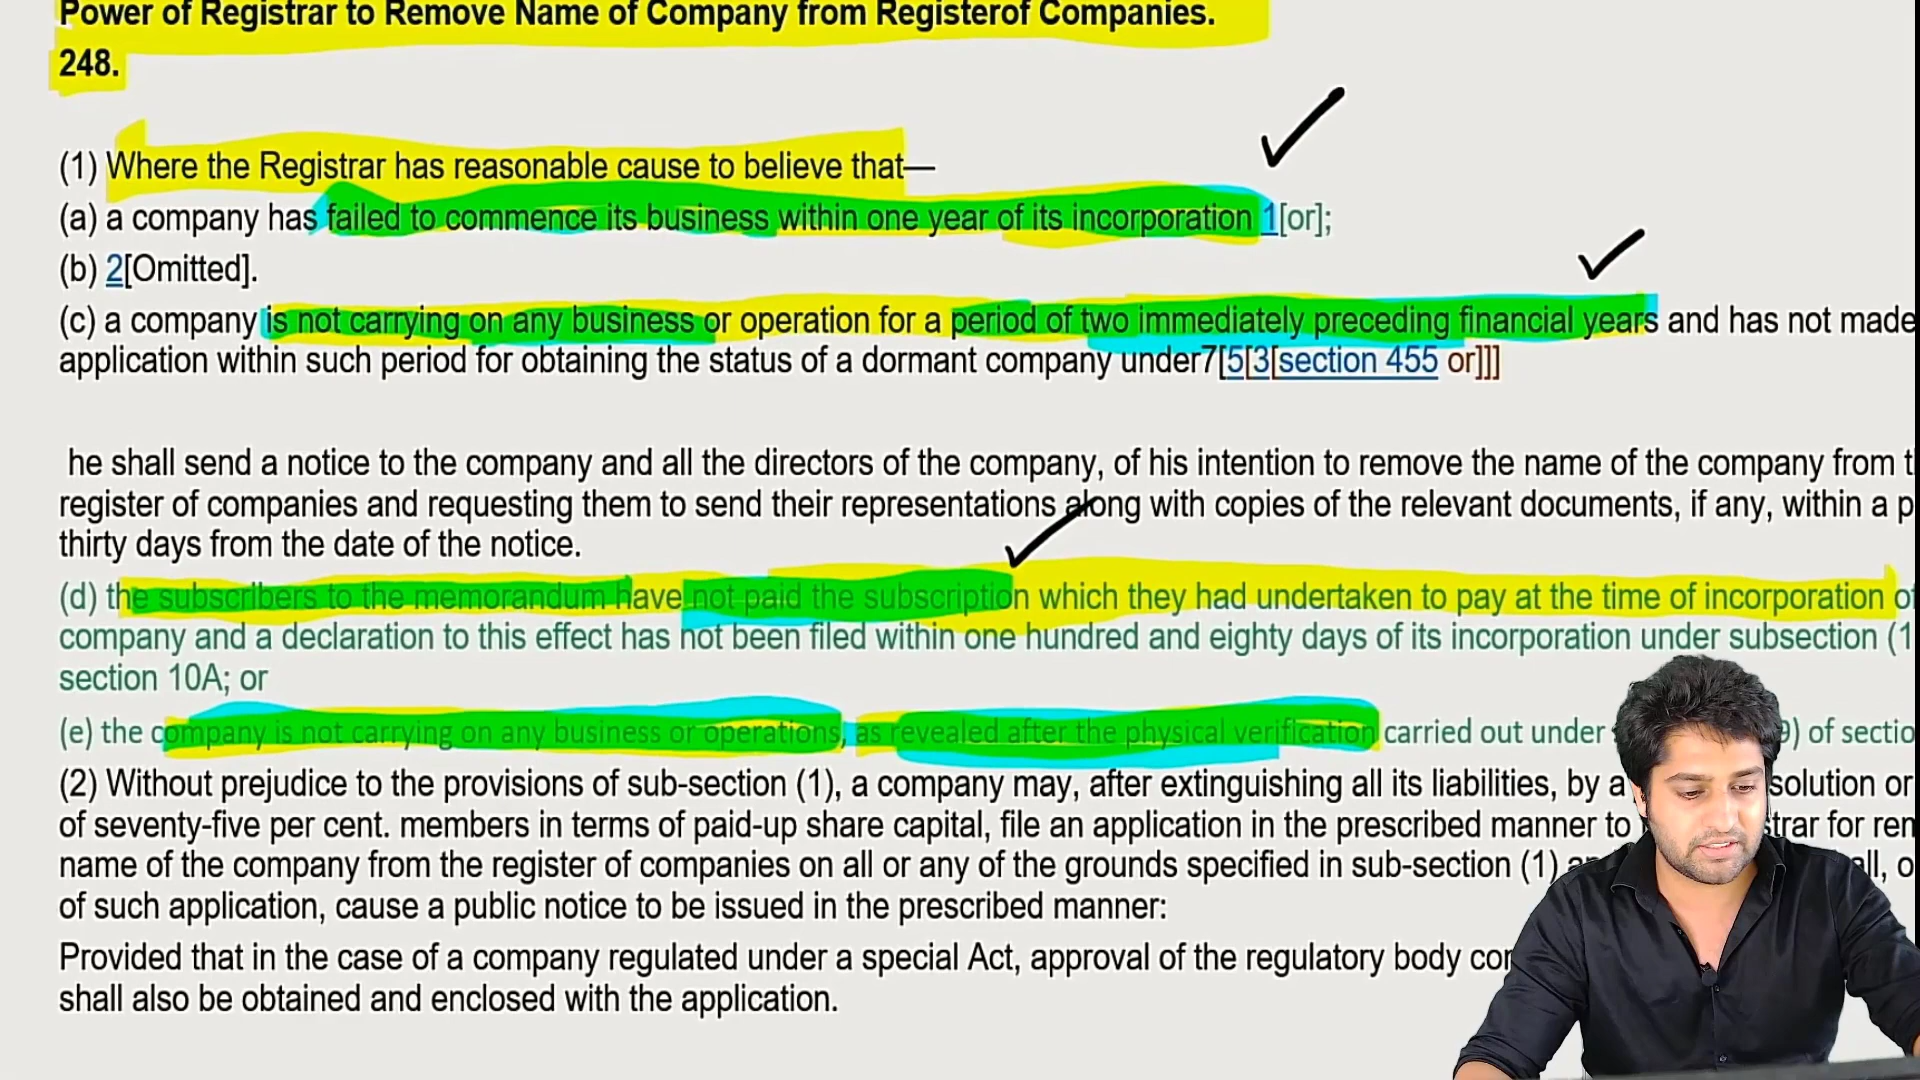 Power of Registrar to Remove Name of Company from Registerof Companies.
248.
(1) Where the Registrar has reasonable cause to believe that—
(a) a company has failed to commence its business within one year of its incorporation 1[or];
(b) 2[Omitted].
(c) a company is not carrying on any business or operation for a period of two immediately preceding financial years and has not made
application within such period for obtaining the status of a dormant company under7[5[3[section 455 or]]]
he shall send a notice to the company and all the directors of the company, of his intention to remove the name of the company from
register of companies and requesting them to send their representations along with copies of the relevant documents, if any, within a
thirty days from the date of the notice.
(d) the subscribers to the memorandum have not paid the subscription which they had undertaken to pay at the time of incorporation
company and a declaration to this effect has not been filed within one hundred and eighty days of its incorporation under subsection (1
section 10A; or
(e) the company is not carrying on any business or operations, as revealed after the physical verification carried out under 9) of
(2) Without prejudice to the provisions of sub-section (1), a company may, after extinguishing all its liabilities, by a solution or
of seventy-five per cent. members in terms of paid-up share capital, file an application in the prescribed manner to trar for
name of the company from the register of companies on all or any of the grounds specified in sub-section (1)
of such application, cause a public notice to be issued in the prescribed manner:
Provided that in the case of a company regulated under a special Act, approval of the regulatory body
shall also be obtained and enclosed with the application.